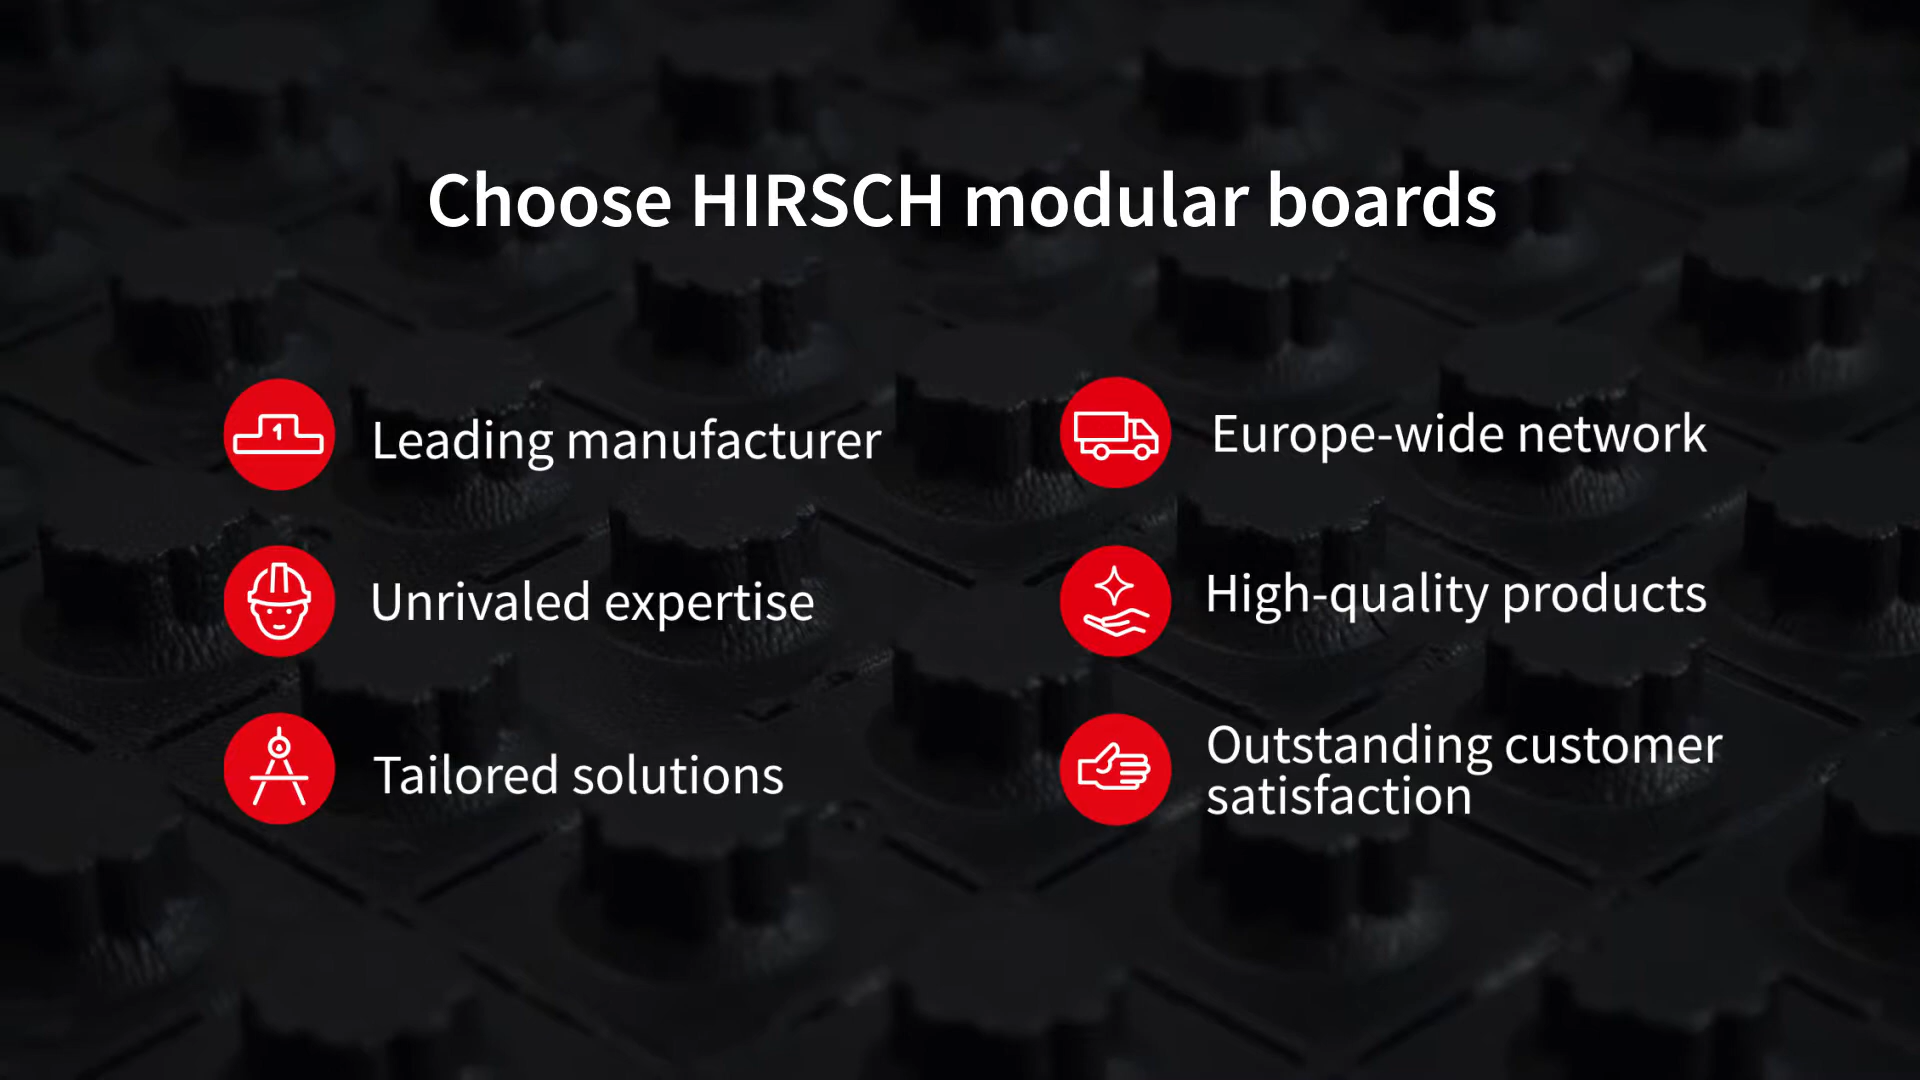 Choose HIRSCH modular boards
1
Leading manufacturer
Unrivaled expertise
Tailored solutions
Europe-wide network
High-quality products
Outstanding customer
satisfaction